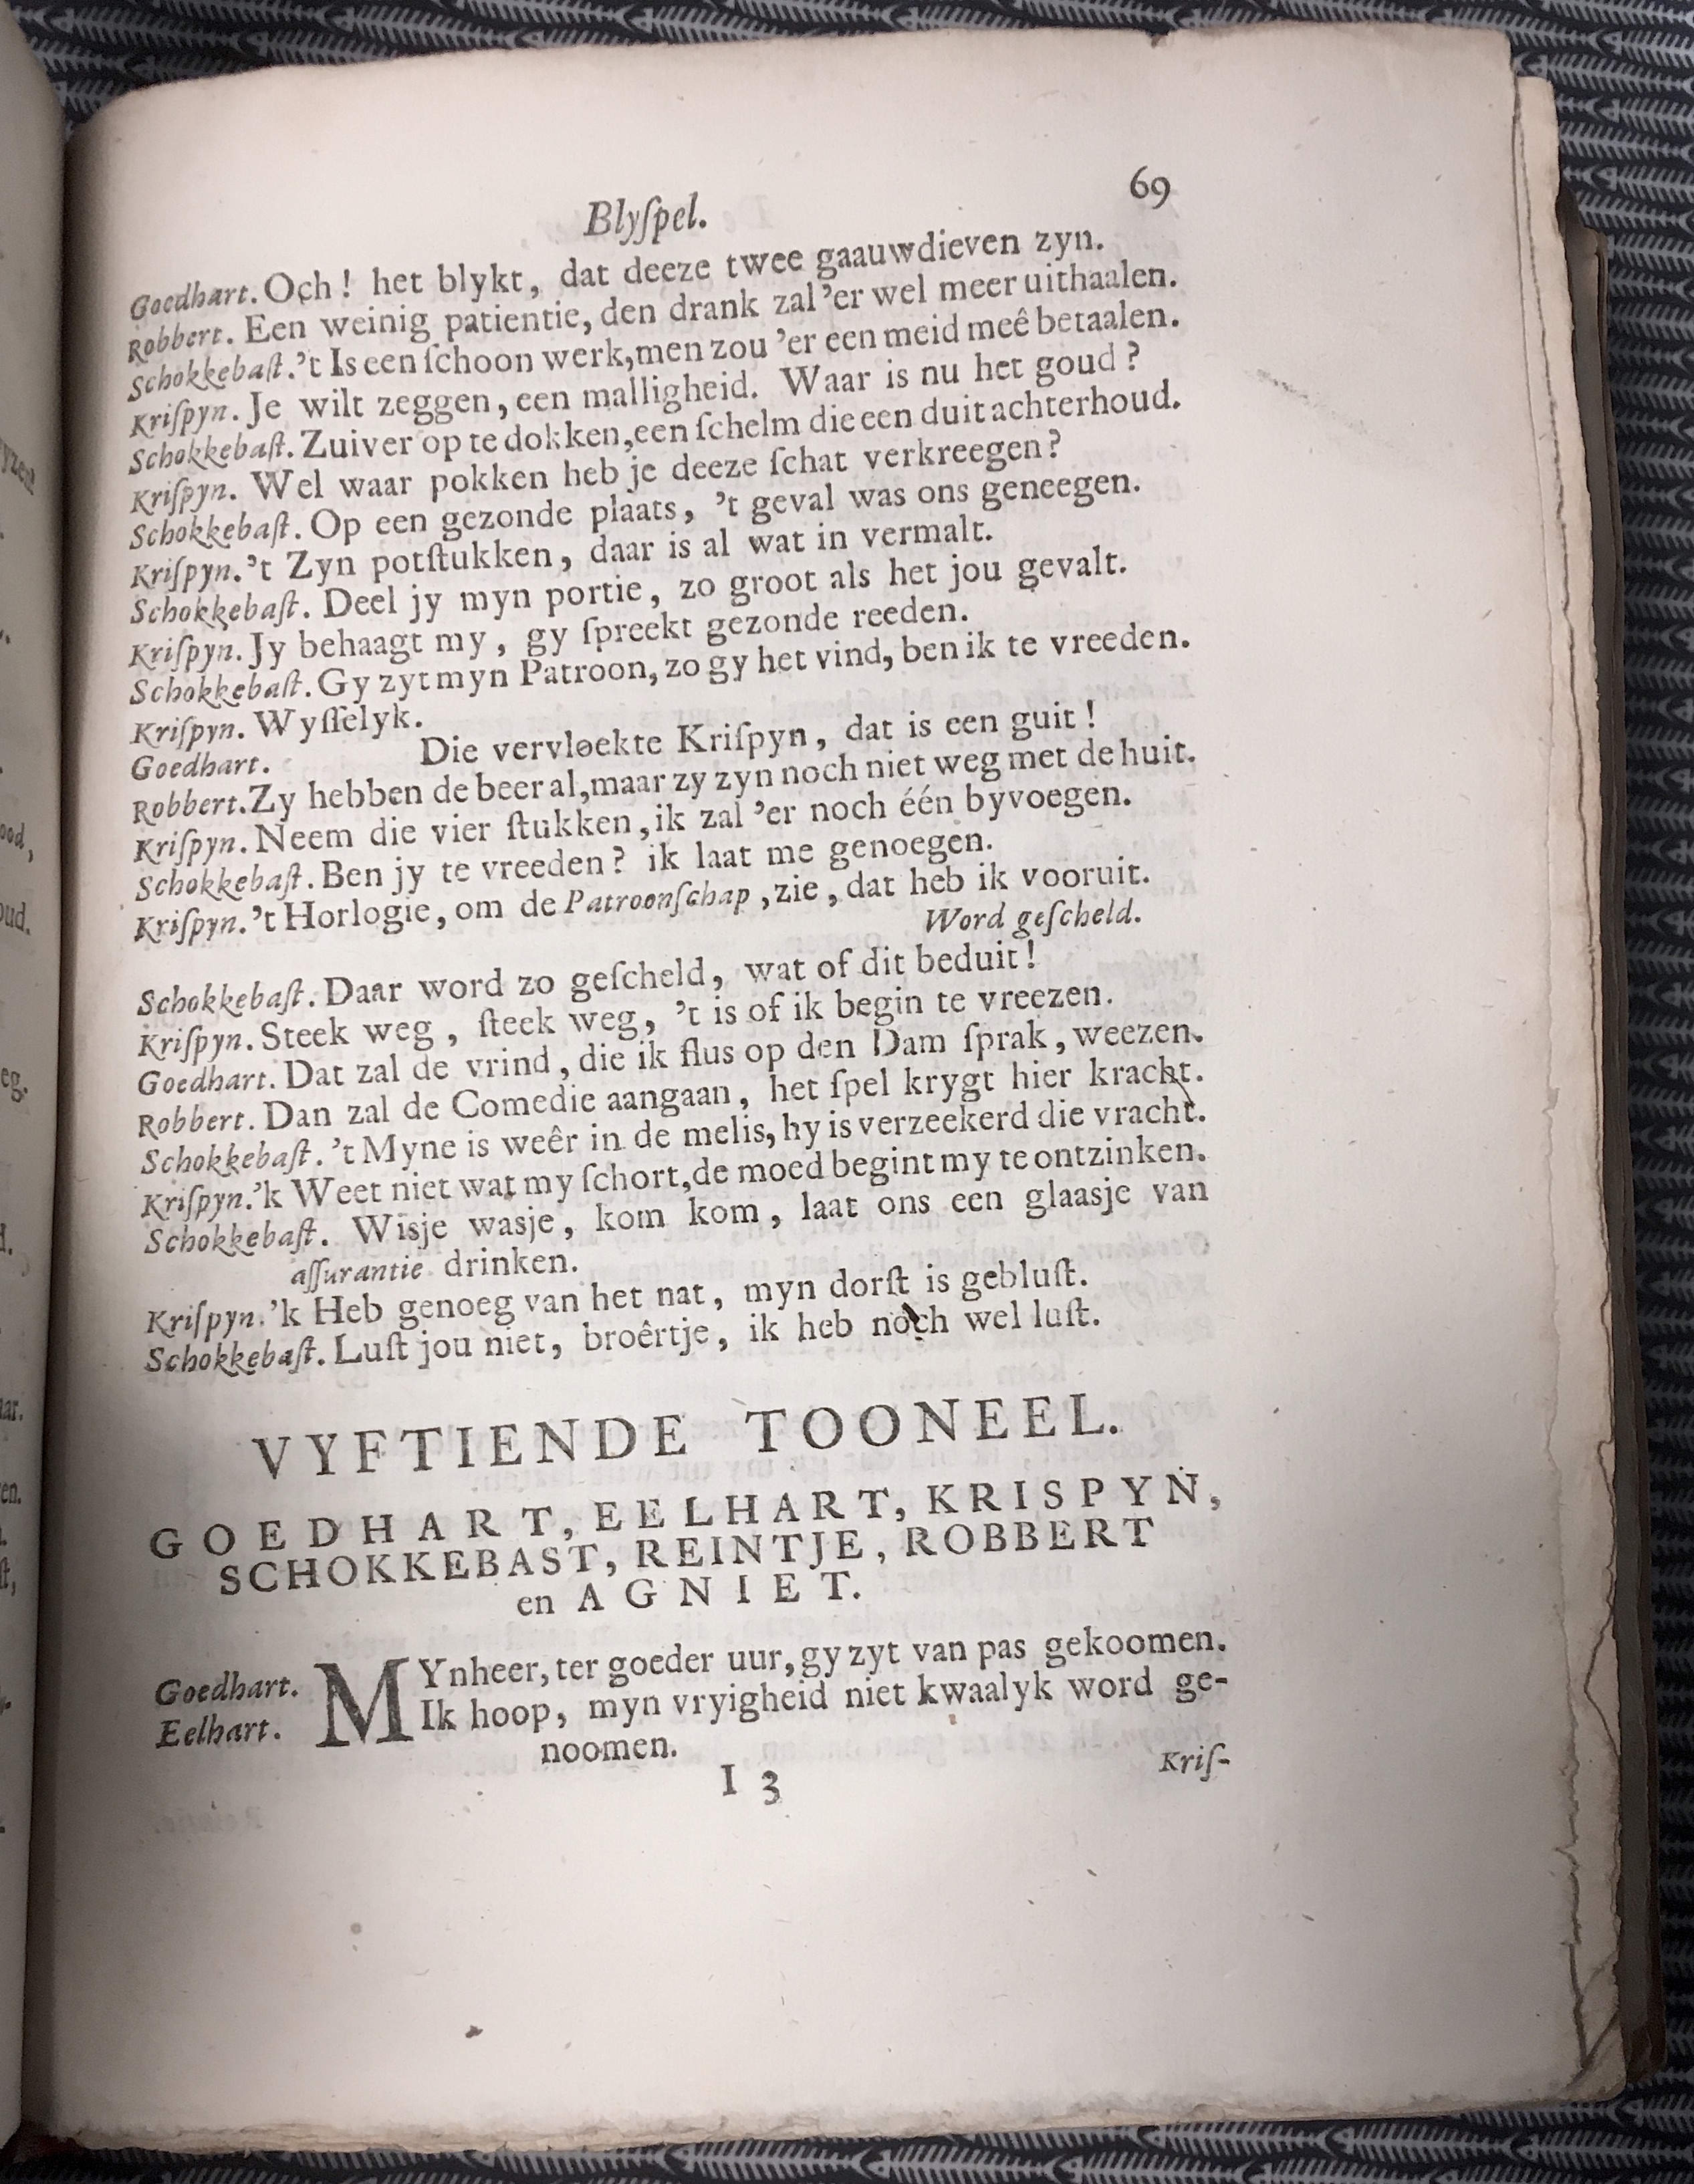 Blyſpel. 69
Goedhart. Och! het blykt, dat deeze twee gaauwdieven zyn.
Robbert. Een weinig patientie, den drank zal 'er wel meer uithaalen.
Schokkebaſt. 't Is een ſchoon werk, men zou 'er een meid meê betaalen.
Kriſpyn. Je wilt zeggen, een malligheid. Waar is nu het goud?
Schokkebaſt. Zuiver op te dokken, een ſchelm die een duit achterhoud.
Kriſpyn. Wel waar pokken heb je deeze ſchat verkreegen?
Schokkebaſt. Op een gezonde plaats, 't geval was ons geneegen.
Kriſpyn. 't Zyn potſtukken, daar is al wat in vermalt.
Schokkebaſt. Deel jy myn portie, zo groot als het jou gevalt.
Kriſpyn. Jy behaagt my, gy ſpreekt gezonde reeden.
Schokkebaſt. Gy zyt myn Patroon, zo gy het vind, ben ik te vreeden.
Kriſpyn. Wyſſelyk.
Goedhart. Die vervloekte Kriſpyn, dat is een guit!
Robbert. Zy hebben de beer al, maar zy zyn noch niet weg met de huit.
Kriſpyn. Neem die vier ſtukken, ik zal 'er noch één byvoegen.
Schokkebaſt. Ben jy te vreeden? ik laat me genoegen.
Kriſpyn. 't Horlogie, om de Patroonſchap, zie, dat heb ik vooruit.
Word geſcheld.
Schokkebaſt. Daar word zo geſcheld, wat of dit beduit!
Kriſpyn. Steek weg, ſteek weg, 't is of ik begin te vreezen.
Goedhart. Dat zal de vrind, die ik flus op den Dam ſprak, weezen.
Robbert. Dan zal de Comedie aangaan, het ſpel krygt hier kracht.
Schokkebaſt. 't Myne is weêr in de melis, hy is verzeekerd die vracht.
Kriſpyn. 'k Weet niet wat my ſchort, de moed begint my te ontzinken.
Schokkebaſt. Wisje wasje, kom kom, laat ons een glaasje van
aſſurantie drinken.
Kriſpyn. 'k Heb genoeg van het nat, myn dorſt is gebluſt.
Schokkebaſt. Luſt jou niet, broêrtje, ik heb noch wel luſt.
VYFTIENDE TOONEEL.
GOEDHART, EELHART, KRISPYN,
SCHOKKEBAST, REINTJE, ROBBERT
en AGNIET.
Goedhart. MYnheer, ter goeder uur, gy zyt van pas gekoomen.
Eelhart. Ik hoop, myn vryigheid niet kwaalyk word ge-
noomen.
I 3 Kriſ-